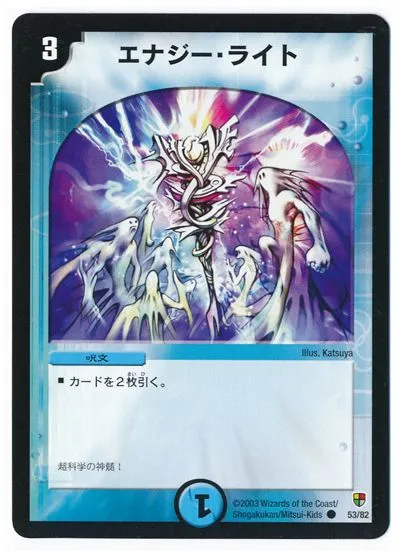 3
エナジー・ライト
Illus. Katsuya
呪文
■ カードを2枚引く。
超科学の神髄！
1
©2003 Wizards of the Coast/
Shogakukan/Mitsui-Kids ● 53/82